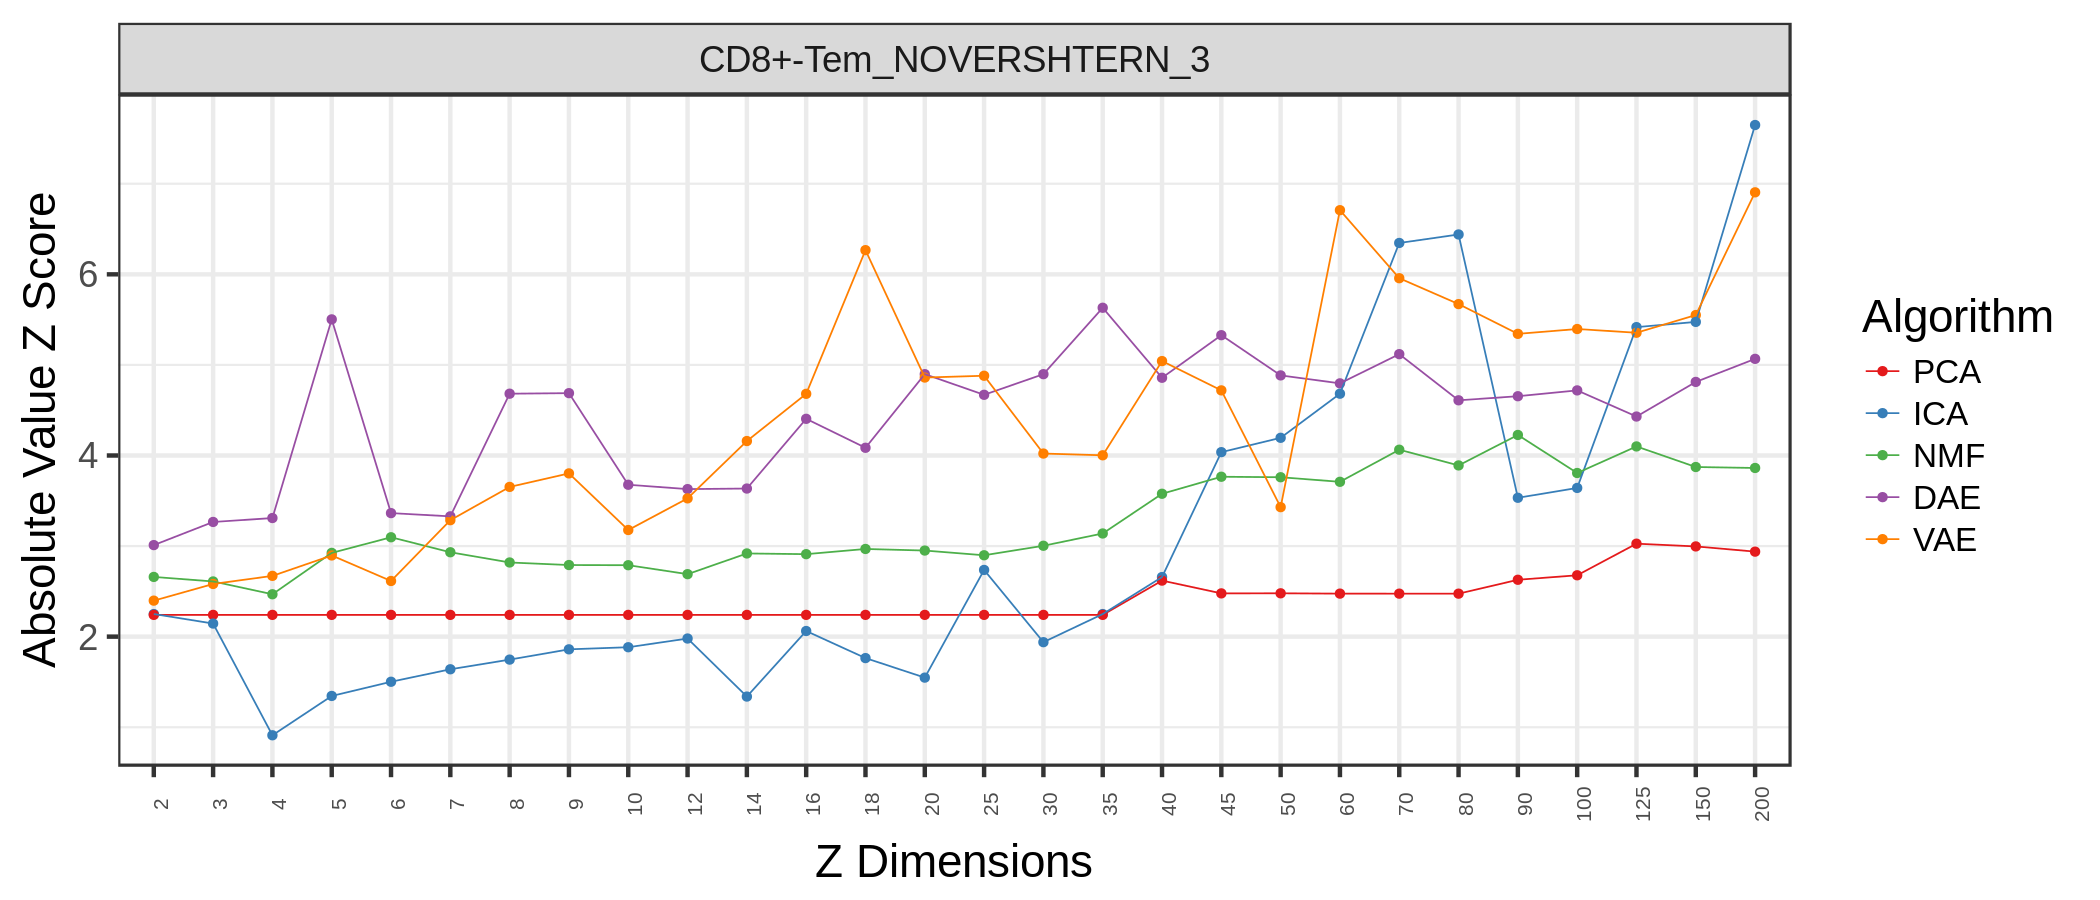 CD8+-Tem_NOVERSHTERN_3
Absolute Value Z Score
6
4
2
2 3 4 5 6 7 8 9 10 12 14 16 18 20 25 30 35 40 45 50 60 70 80 90 100 125 150 200
Z Dimensions
Algorithm
PCA
ICA
NMF
DAE
VAE